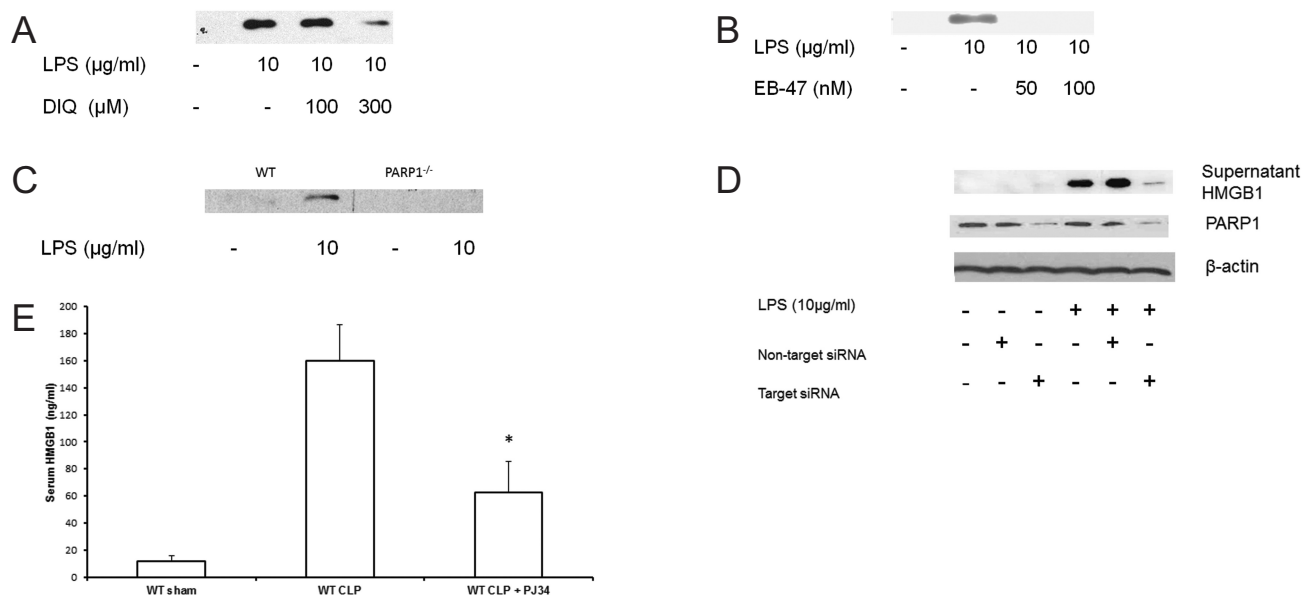 A
LPS (µg/ml) - 10 10 10
DIQ (µM) - - 100 300
B
LPS (µg/ml) - 10 10 10
EB-47 (nM) - - 50 100
C
WT PARP1-/-
LPS (µg/ml) - 10 - 10
D
Supernatant
HMGB1
PARP1
β-actin
LPS (10µg/ml) - - - + + +
Non-target siRNA - + - - + -
Target siRNA - - + - - +
E
Serum HMGB1 (ng/ml)
200
180
160
140
120
100
80
60
40
20
0
*
WT sham WT CLP WT CLP + PJ34